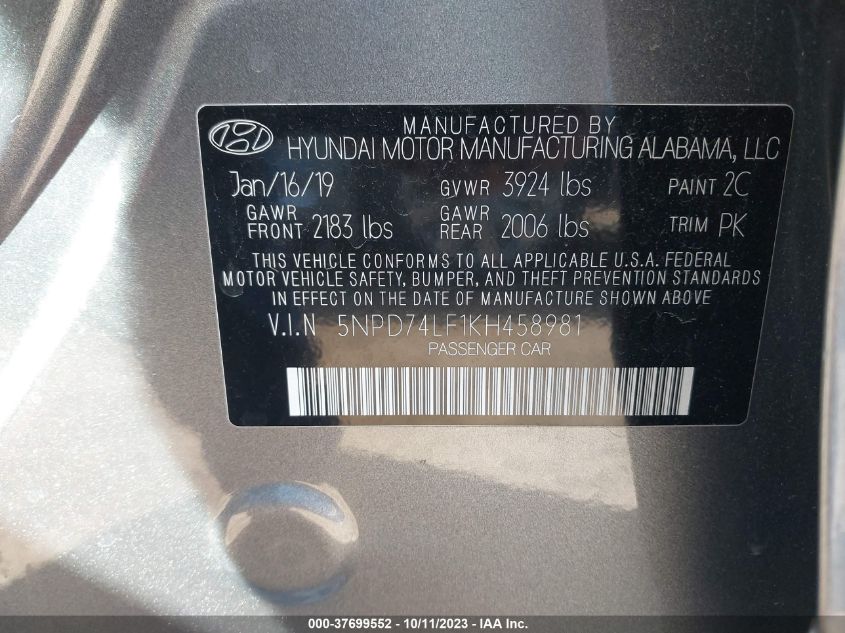 MANUFACTURED BY
HYUNDAI MOTOR MANUFACTURING ALABAMA, LLC
Jan/16/19 GVWR 3924 lbs PAINT 2C
GAWR FRONT 2183 lbs GAWR REAR 2006 lbs TRIM PK
THIS VEHICLE CONFORMS TO ALL APPLICABLE U.S.A. FEDERAL
MOTOR VEHICLE SAFETY, BUMPER, AND THEFT PREVENTION STANDARDS
IN EFFECT ON THE DATE OF MANUFACTURE SHOWN ABOVE
V.I.N 5NPD74LF1KH458981
PASSENGER CAR
000-37699552 - 10/11/2023 - IAAI.com